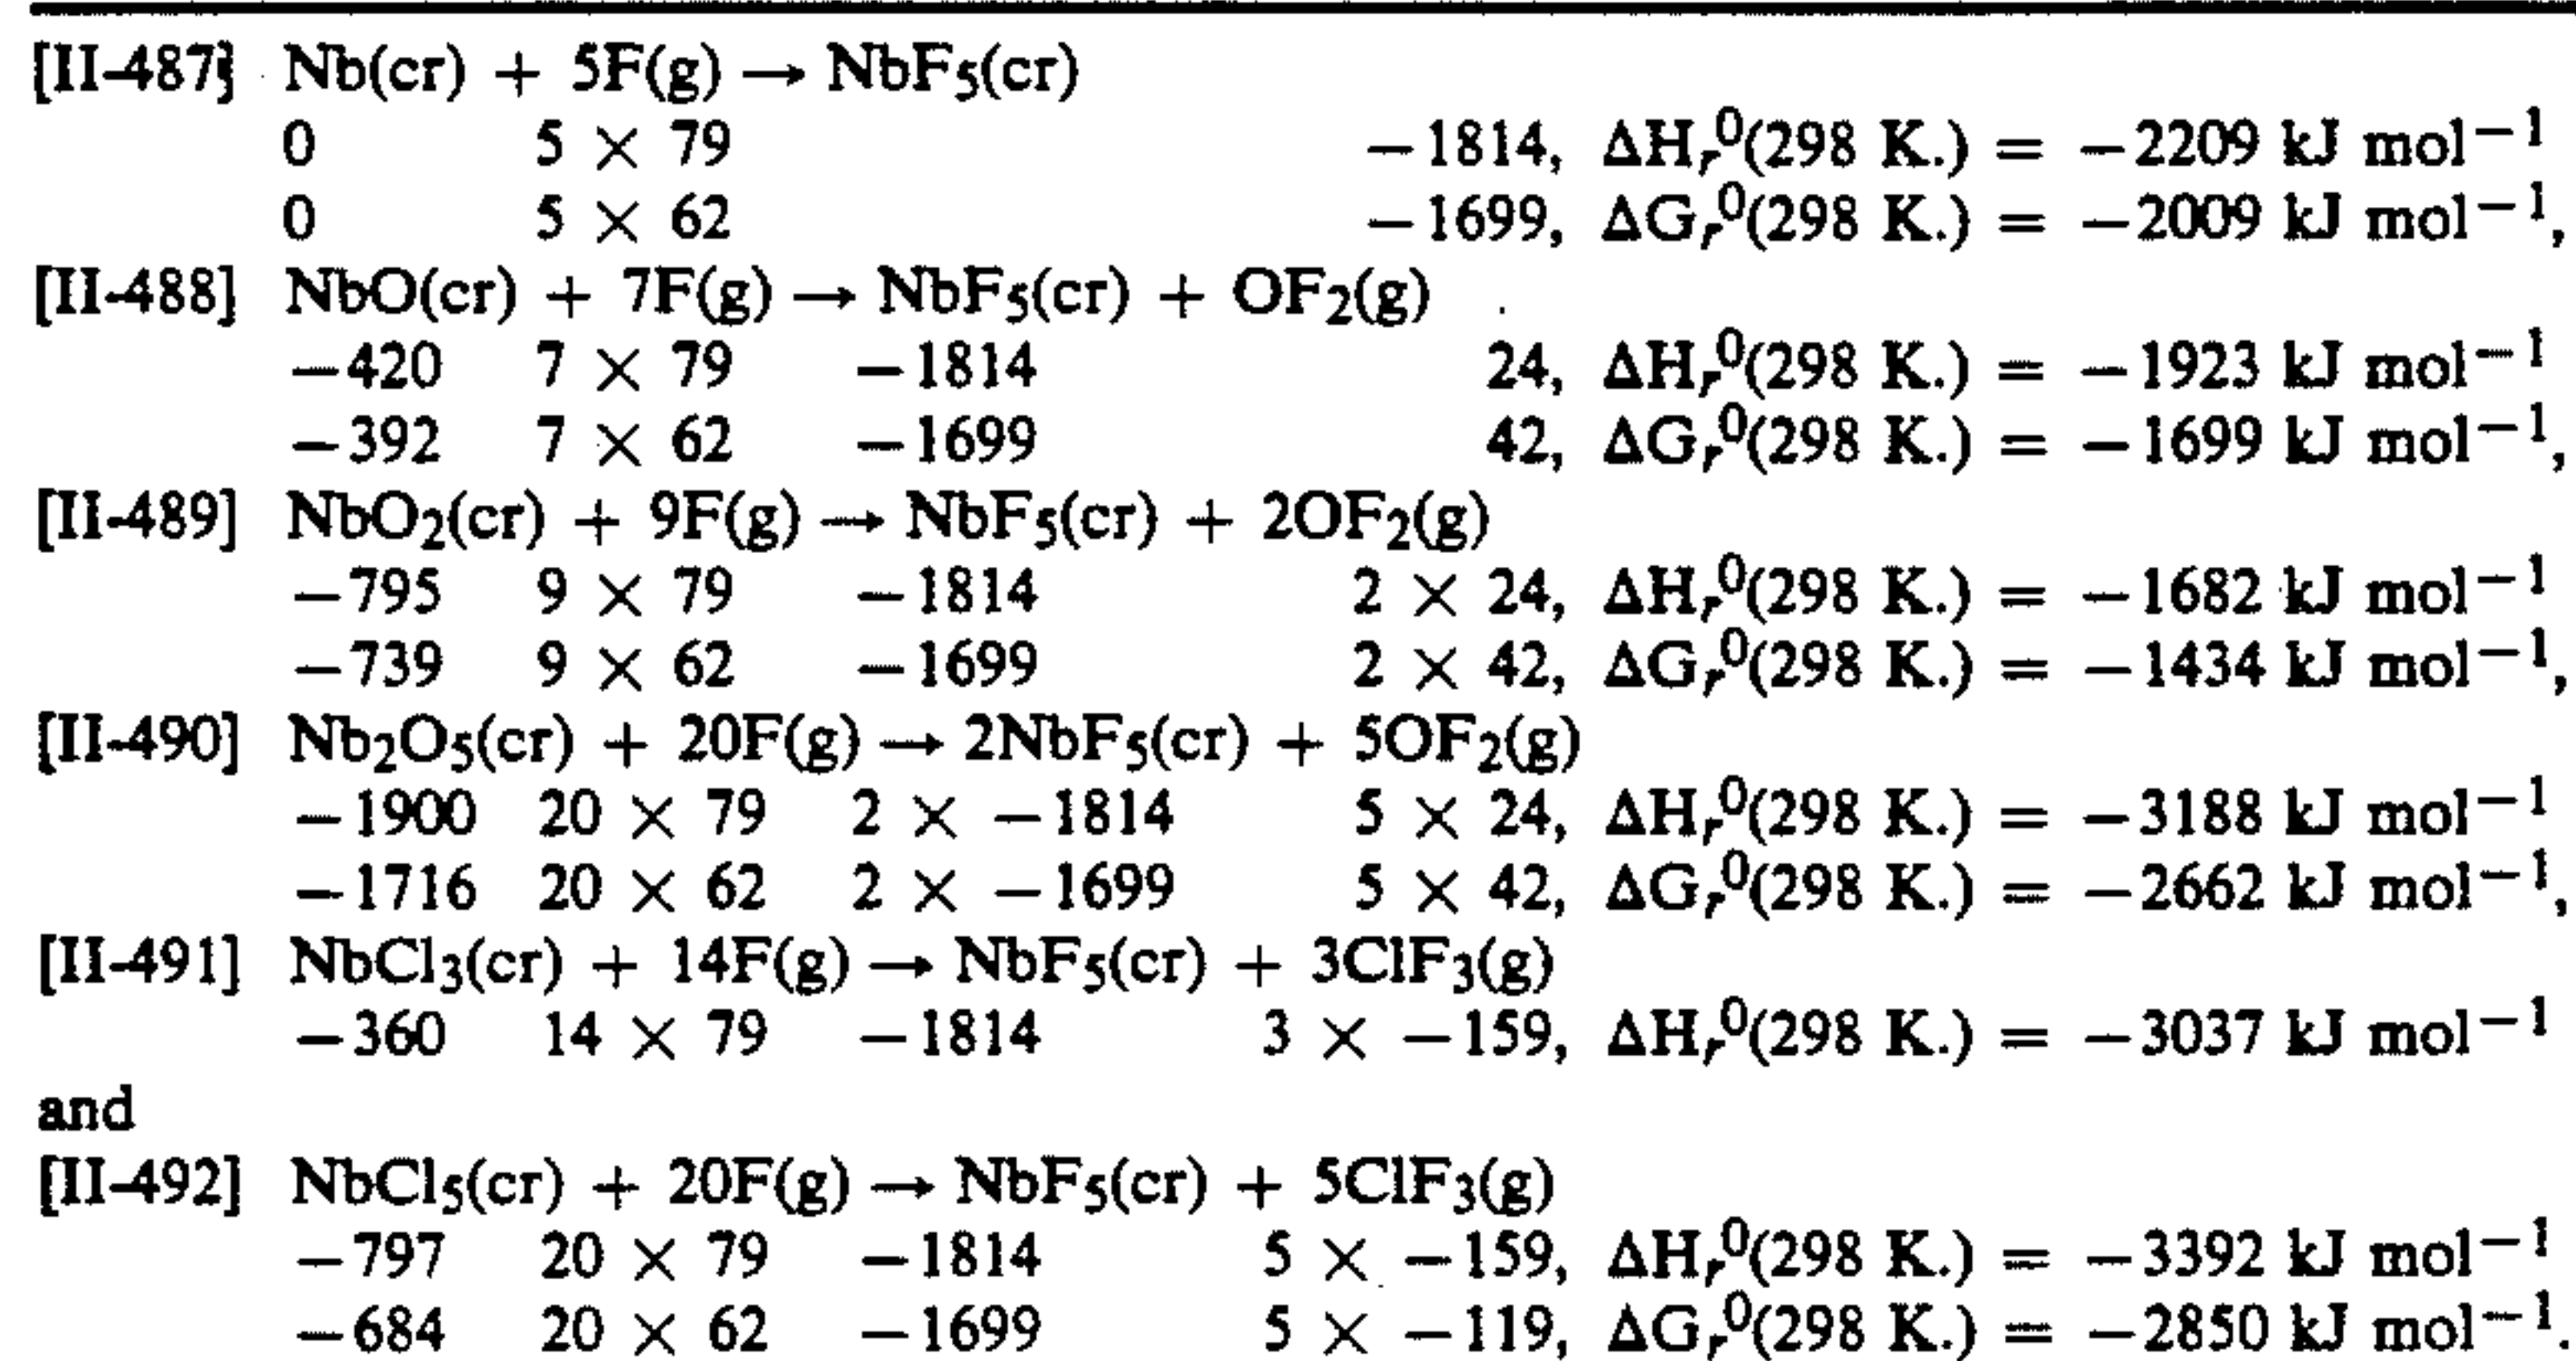 [II-487] Nb(cr) + 5F(g) → NbF5(cr)
0 5 × 79 −1814, ΔHr0(298 K.) = −2209 kJ mol−1
0 5 × 62 −1699, ΔGr0(298 K.) = −2009 kJ mol−1,
[II-488] NbO(cr) + 7F(g) → NbF5(cr) + OF2(g)
−420 7 × 79 −1814 24, ΔHr0(298 K.) = −1923 kJ mol−1
−392 7 × 62 −1699 42, ΔGr0(298 K.) = −1699 kJ mol−1,
[II-489] NbO2(cr) + 9F(g) → NbF5(cr) + 2OF2(g)
−795 9 × 79 −1814 2 × 24, ΔHr0(298 K.) = −1682 kJ mol−1
−739 9 × 62 −1699 2 × 42, ΔGr0(298 K.) = −1434 kJ mol−1,
[II-490] Nb2O5(cr) + 20F(g) → 2NbF5(cr) + 5OF2(g)
−1900 20 × 79 2 × −1814 5 × 24, ΔHr0(298 K.) = −3188 kJ mol−1
−1716 20 × 62 2 × −1699 5 × 42, ΔGr0(298 K.) = −2662 kJ mol−1,
[II-491] NbCl3(cr) + 14F(g) → NbF5(cr) + 3ClF3(g)
−360 14 × 79 −1814 3 × −159, ΔHr0(298 K.) = −3037 kJ mol−1
and
[II-492] NbCl5(cr) + 20F(g) → NbF5(cr) + 5ClF3(g)
−797 20 × 79 −1814 5 × −159, ΔHr0(298 K.) = −3392 kJ mol−1
−684 20 × 62 −1699 5 × −119, ΔGr0(298 K.) = −2850 kJ mol−1.